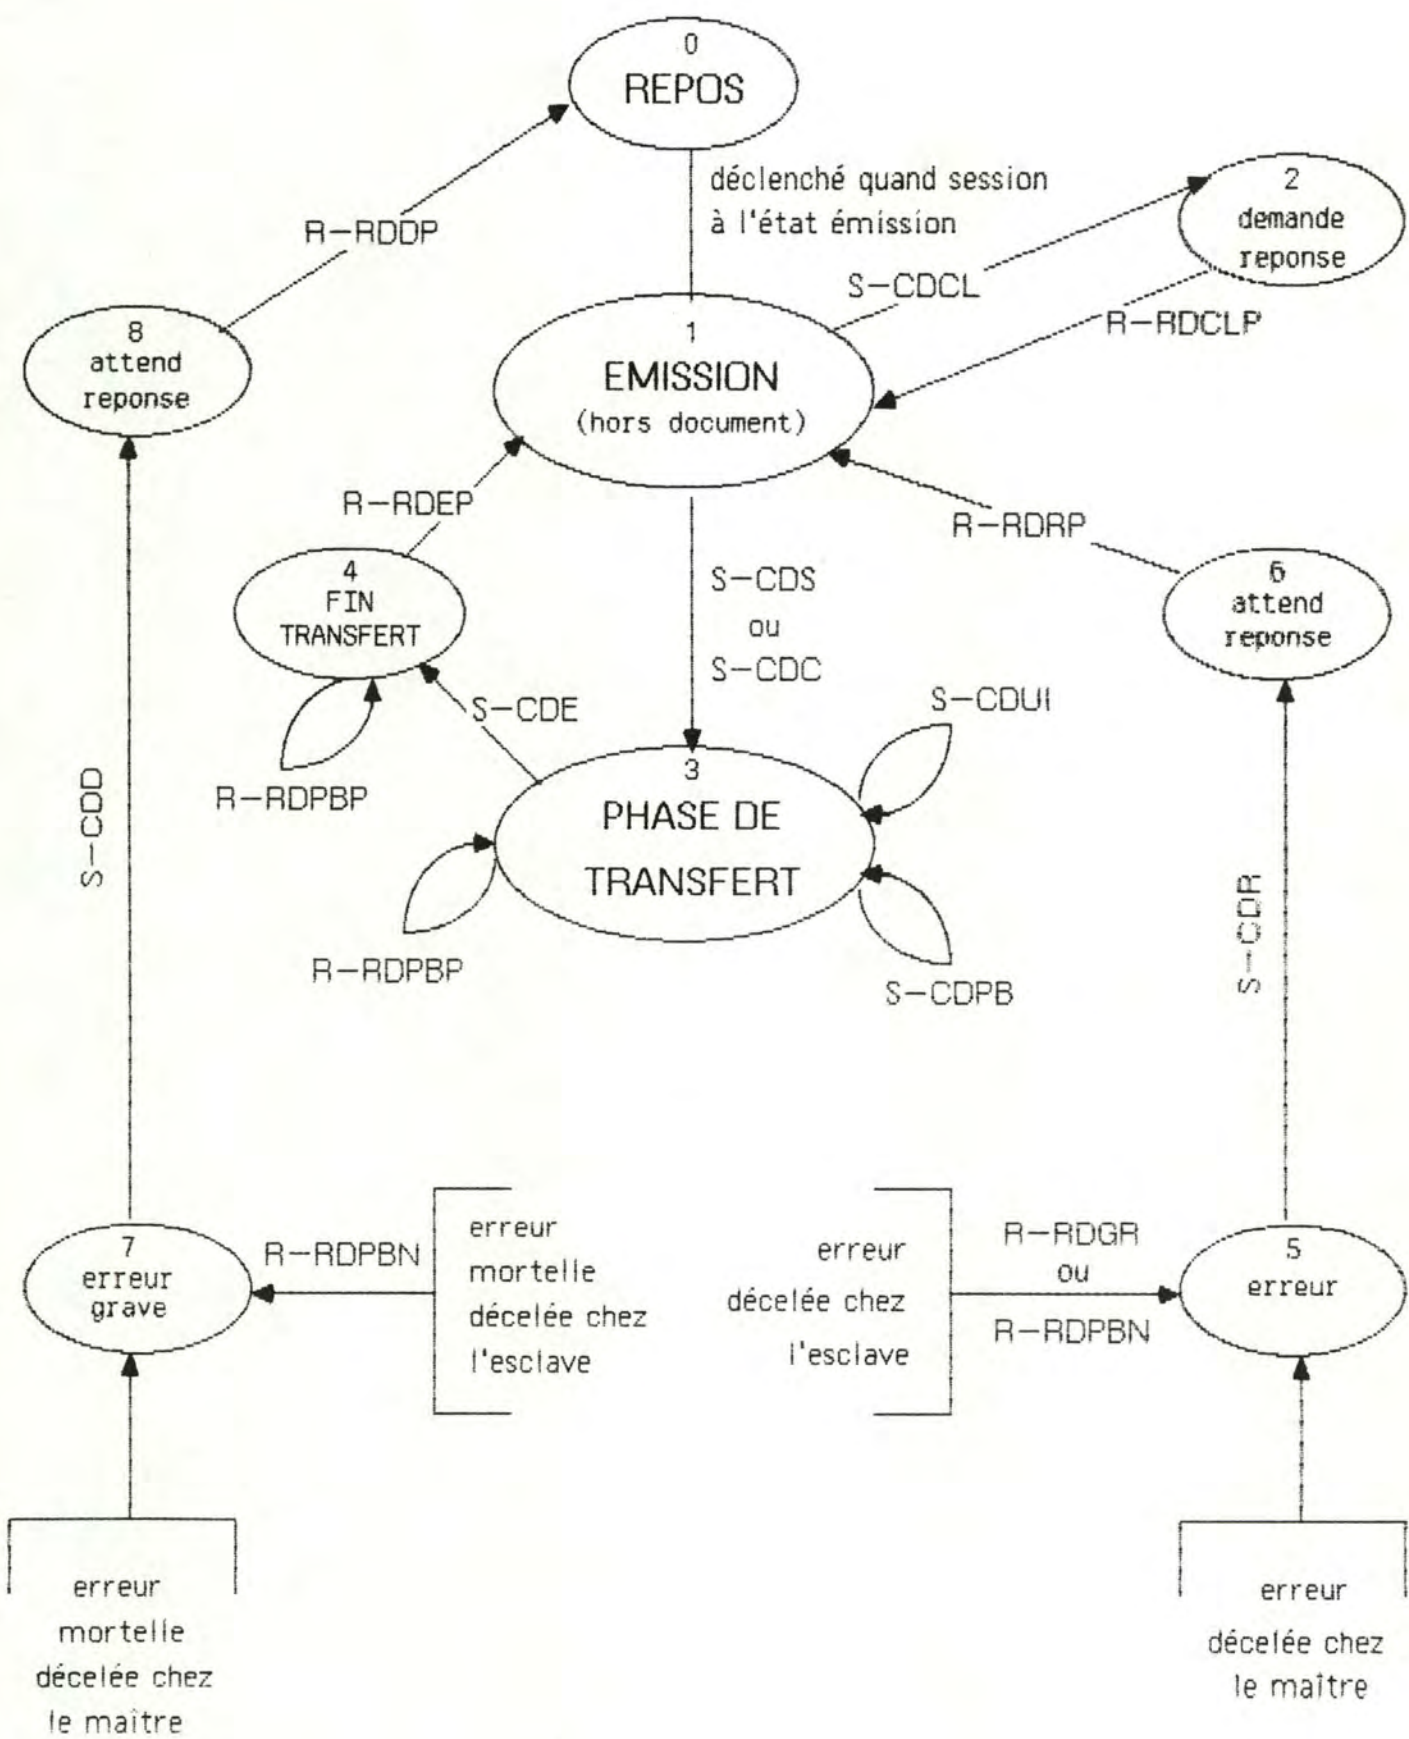 0
REPOS
déclenché quand session
à l'état émission
2
demande
reponse
R-RDDP
S-CDCL
R-RDCLP
8
attend
reponse
1
EMISSION
(hors document)
R-RDEP
R-RDRP
4
FIN
TRANSFERT
S-CDS
ou
S-CDC
6
attend
reponse
S-CDE
S-CDUI
R-RDPBP
3
PHASE DE
TRANSFERT
S-CDD
S-CDR
R-RDPBP
S-CDPB
7
erreur
grave
R-RDPBN
erreur
mortelle
décelée chez
l'esclave
erreur
décelée chez
l'esclave
R-RDGR
ou
R-RDPBN
5
erreur
erreur
mortelle
décelée chez
le maître
erreur
décelée chez
le maître